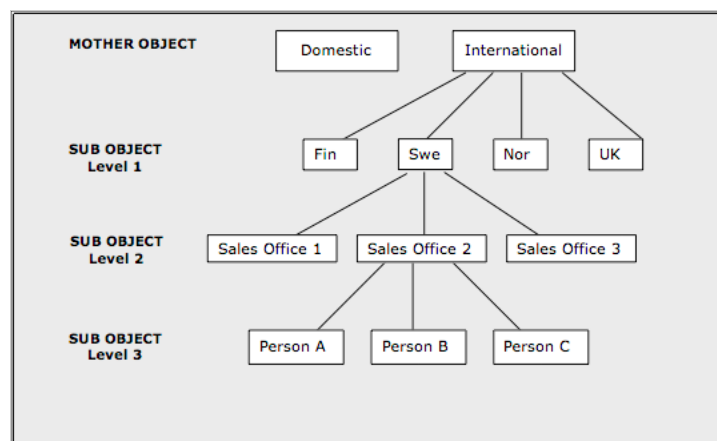 MOTHER OBJECT
Domestic
International
SUB OBJECT
Level 1
Fin
Swe
Nor
UK
SUB OBJECT
Level 2
Sales Office 1
Sales Office 2
Sales Office 3
SUB OBJECT
Level 3
Person A
Person B
Person C